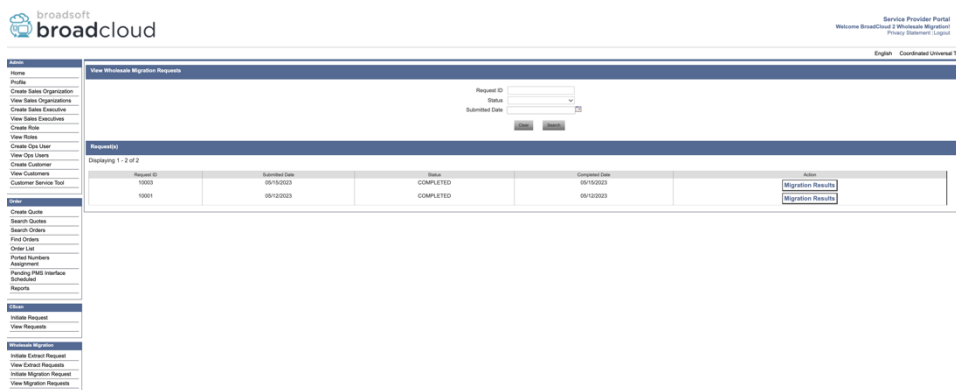 broadsoft
broadcloud
Service Provider Portal
Welcome BroadCloud 2 Wholesale Migration!
Privacy Statement | Logout
English Coordinated Universal T
Admin
Home
Profile
Create Sales Organization
View Sales Organizations
Create Sales Executive
View Sales Executives
Create Role
View Roles
Create Ops User
View Ops Users
Create Customer
View Customers
Customer Service Tool
Order
Create Quote
Search Quotes
Search Orders
Find Orders
Order List
Ported Numbers
Assignment
Pending PMS Interface
Scheduled
Reports
Initiate Request
View Requests
Wholesale Migration
Initiate Extract Request
View Extract Requests
Initiate Migration Request
View Migration Requests
View Wholesale Migration Requests
Request ID
Status
Submitted Date
Clear Search
Request(s)
Displaying 1 - 2 of 2
Request ID Submitted Date Status Completed Date Action
10003 05/15/2023 COMPLETED 05/15/2023 Migration Results
10001 05/12/2023 COMPLETED 05/12/2023 Migration Results